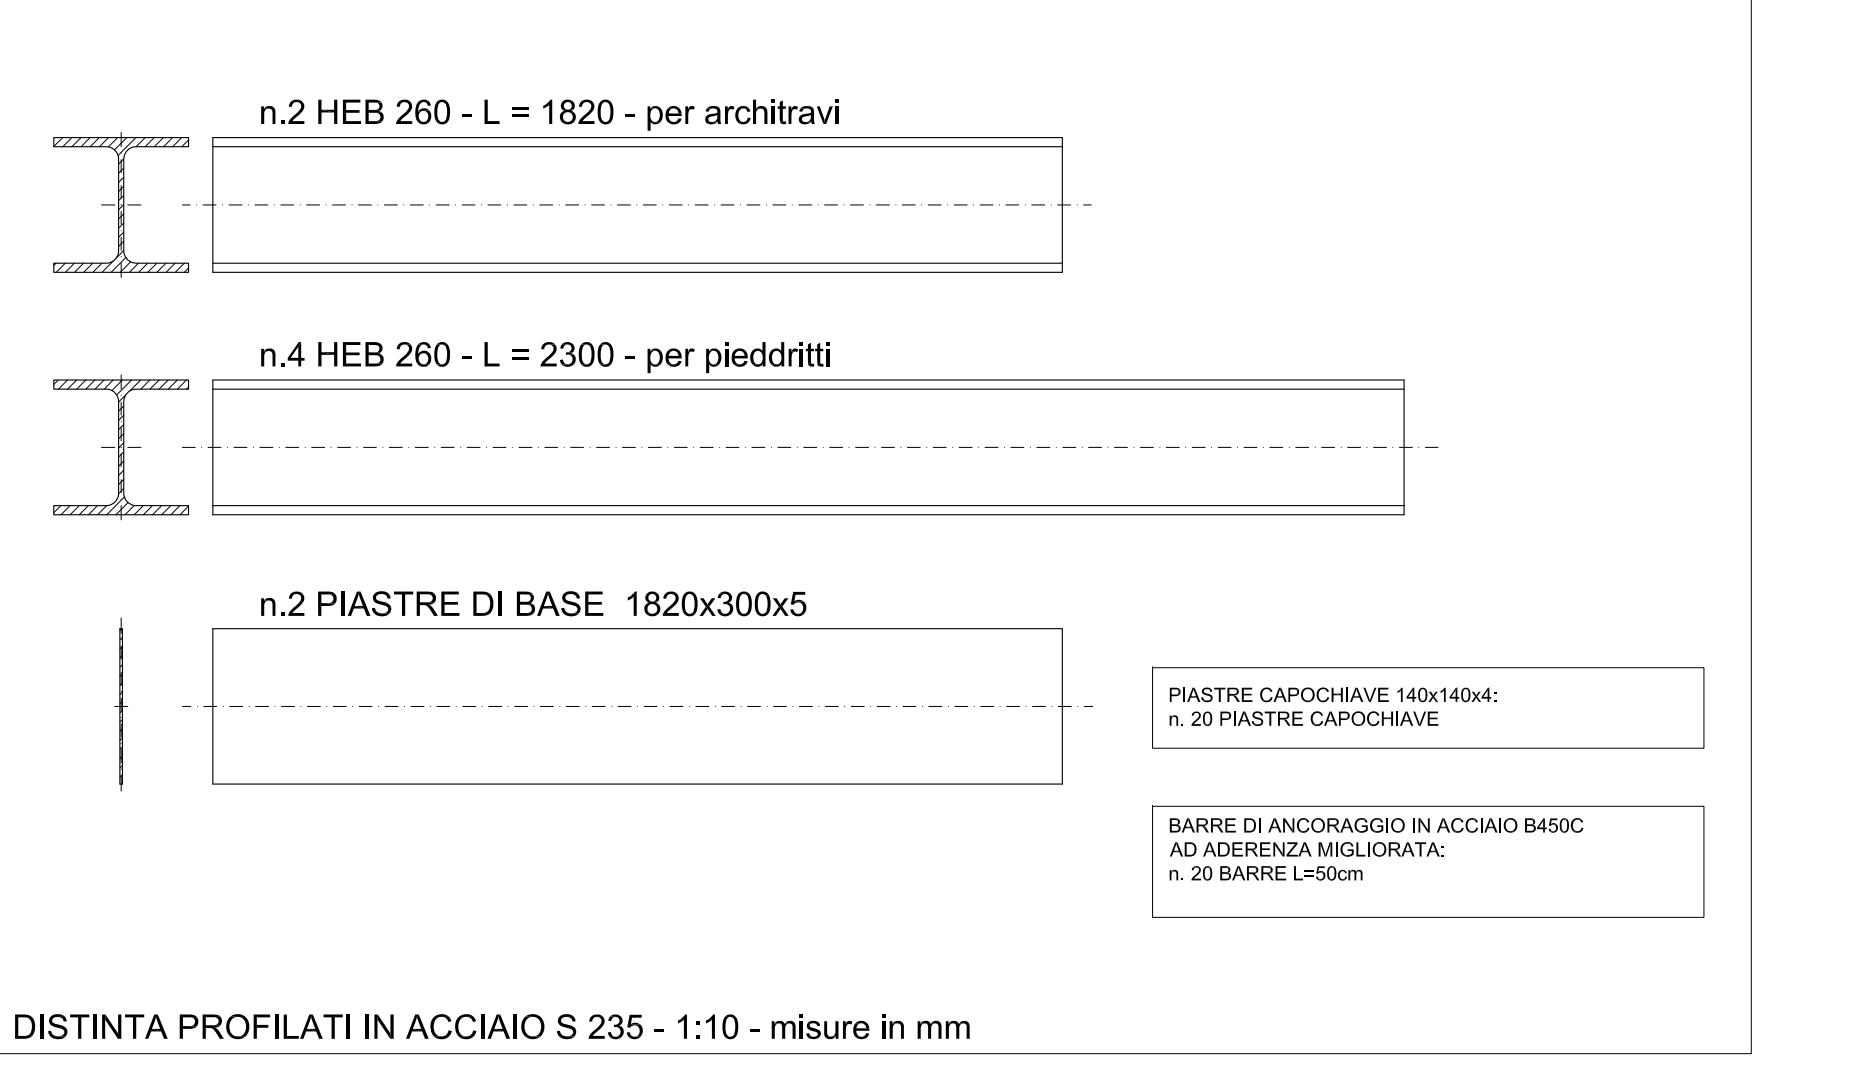 n.2 HEB 260 - L = 1820 - per architravi
n.4 HEB 260 - L = 2300 - per pieddritti
n.2 PIASTRE DI BASE 1820x300x5
PIASTRE CAPOCHIAVE 140x140x4:
n. 20 PIASTRE CAPOCHIAVE
BARRE DI ANCORAGGIO IN ACCIAIO B450C
AD ADERENZA MIGLIORATA:
n. 20 BARRE L=50cm
DISTINTA PROFILATI IN ACCIAIO S 235 - 1:10 - misure in mm